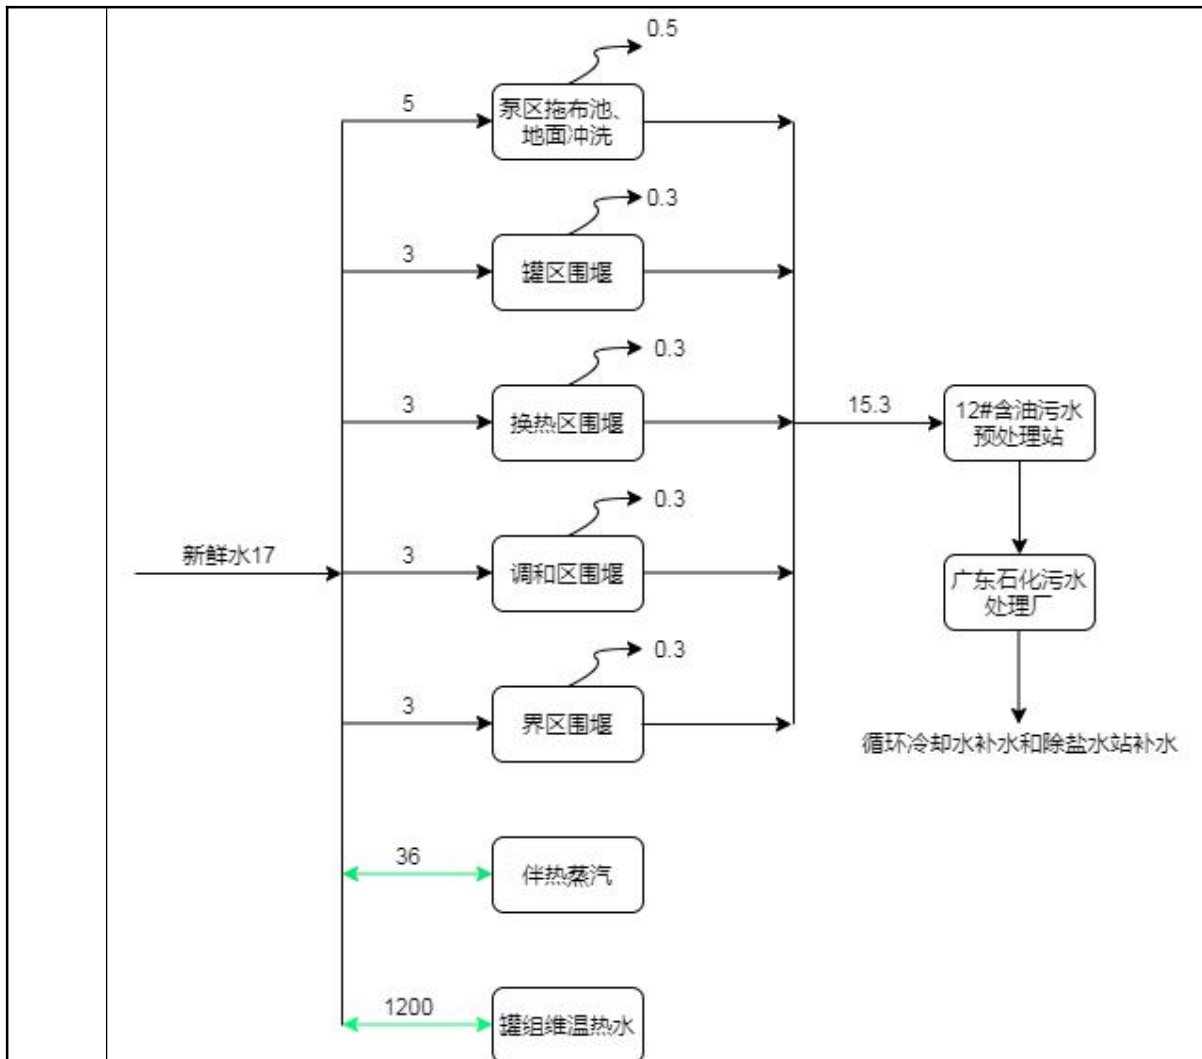 0.5
5
泵区拖布池、
地面冲洗
0.3
3
罐区围堰
0.3
3
换热区围堰
15.3
12#含油污水
预处理站
0.3
新鲜水17
3
调和区围堰
广东石化污水
处理厂
0.3
3
界区围堰
循环冷却水补水和除盐水站补水
36
伴热蒸汽
1200
罐组维温热水